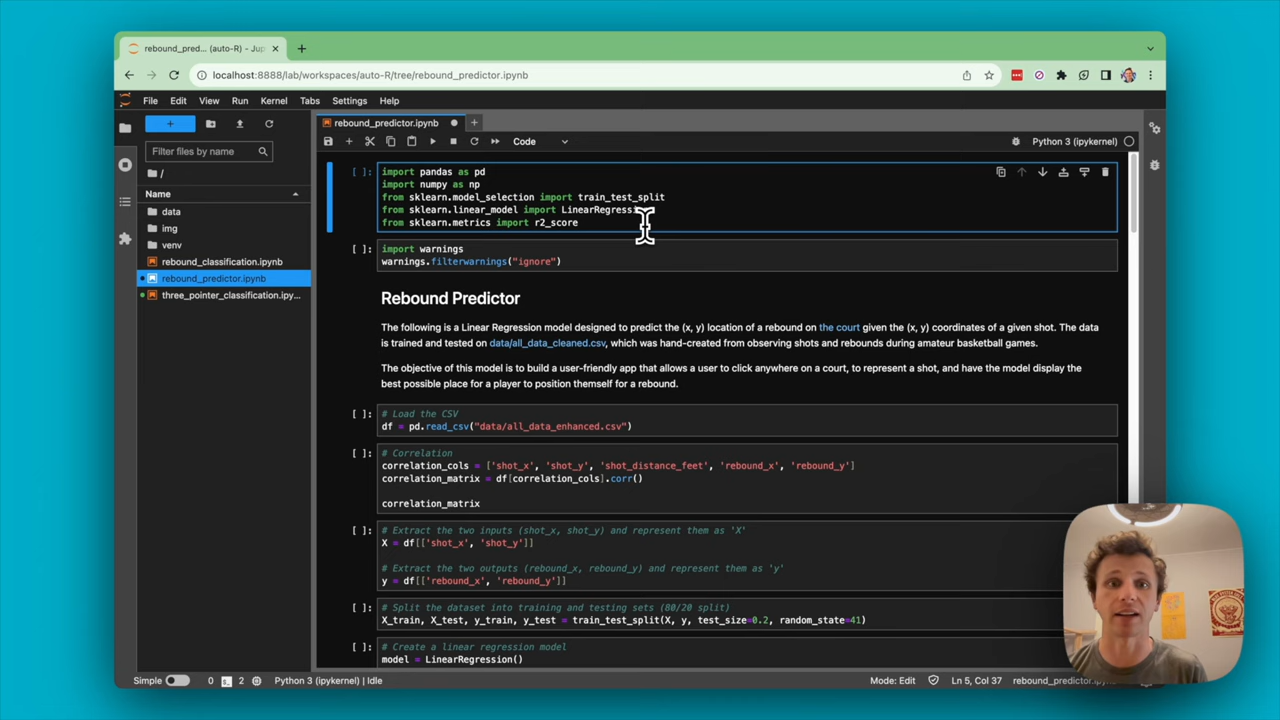 rebound_pred... (auto-R) - Jup
localhost:8888/lab/workspaces/auto-R/tree/rebound_predictor.ipynb
File Edit View Run Kernel Tabs Settings Help
Filter files by name
/
Name
data
img
venv
rebound_classification.ipynb
rebound_predictor.ipynb
three_pointer_classification.ipy...
rebound_predictor.ipynb
Code
Python 3 (ipykernel)
[ ]:
import pandas as pd
import numpy as np
from sklearn.model_selection import train_test_split
from sklearn.linear_model import LinearRegressi
from sklearn.metrics import r2_score
[ ]:
import warnings
warnings.filterwarnings("ignore")
Rebound Predictor
The following is a Linear Regression model designed to predict the (x, y) location of a rebound on the court given the (x, y) coordinates of a given shot. The data
is trained and tested on data/all_data_cleaned.csv, which was hand-created from observing shots and rebounds during amateur basketball games.
The objective of this model is to build a user-friendly app that allows a user to click anywhere on a court, to represent a shot, and have the model display the
best possible place for a player to position themself for a rebound.
[ ]:
# Load the CSV
df = pd.read_csv("data/all_data_enhanced.csv")
[ ]:
# Correlation
correlation_cols = ['shot_x', 'shot_y', 'shot_distance_feet', 'rebound_x', 'rebound_y']
correlation_matrix = df[correlation_cols].corr()
correlation_matrix
[ ]:
# Extract the two inputs (shot_x, shot_y) and represent them as 'X'
X = df[['shot_x', 'shot_y']]
# Extract the two outputs (rebound_x, rebound_y) and represent them as 'y'
y = df[['rebound_x', 'rebound_y']]
[ ]:
# Split the dataset into training and testing sets (80/20 split)
X_train, X_test, y_train, y_test = train_test_split(X, y, test_size=0.2, random_state=41)
[ ]:
# Create a linear regression model
model = LinearRegression()
Simple 0 2 Python 3 (ipykernel) | Idle
Mode: Edit Ln 5, Col 37 rebound_predictor.ipynb